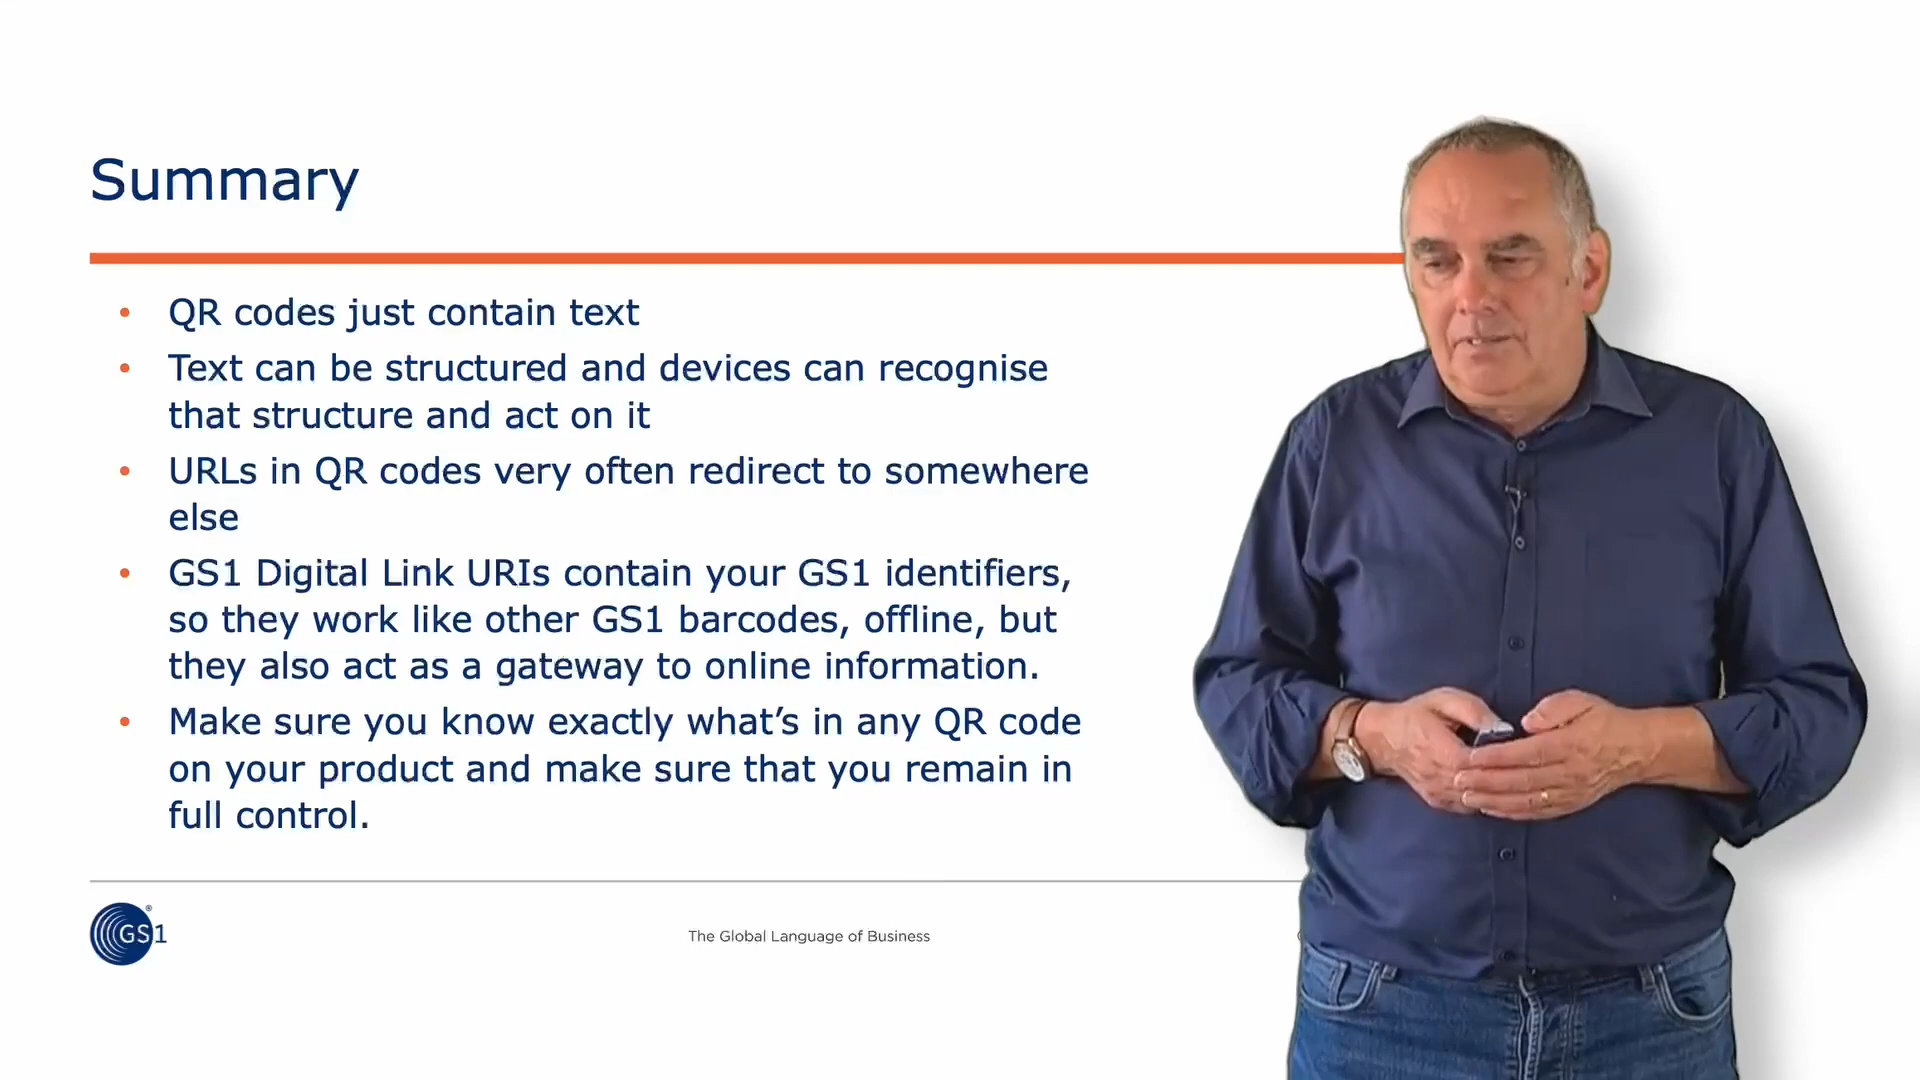 Summary
• QR codes just contain text
• Text can be structured and devices can recognise
that structure and act on it
• URLs in QR codes very often redirect to somewhere
else
• GS1 Digital Link URIs contain your GS1 identifiers,
so they work like other GS1 barcodes, offline, but
they also act as a gateway to online information.
• Make sure you know exactly what’s in any QR code
on your product and make sure that you remain in
full control.
GS1®
The Global Language of Business